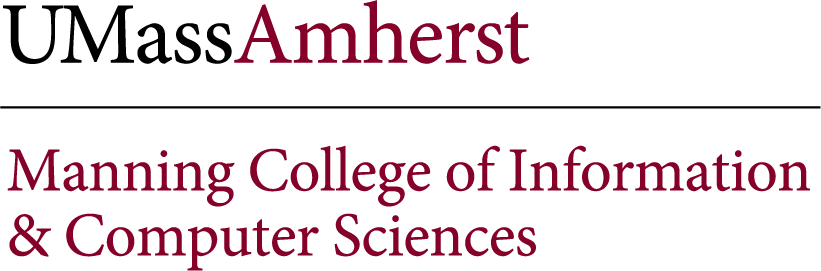 UMassAmherst
Manning College of Information
& Computer Sciences